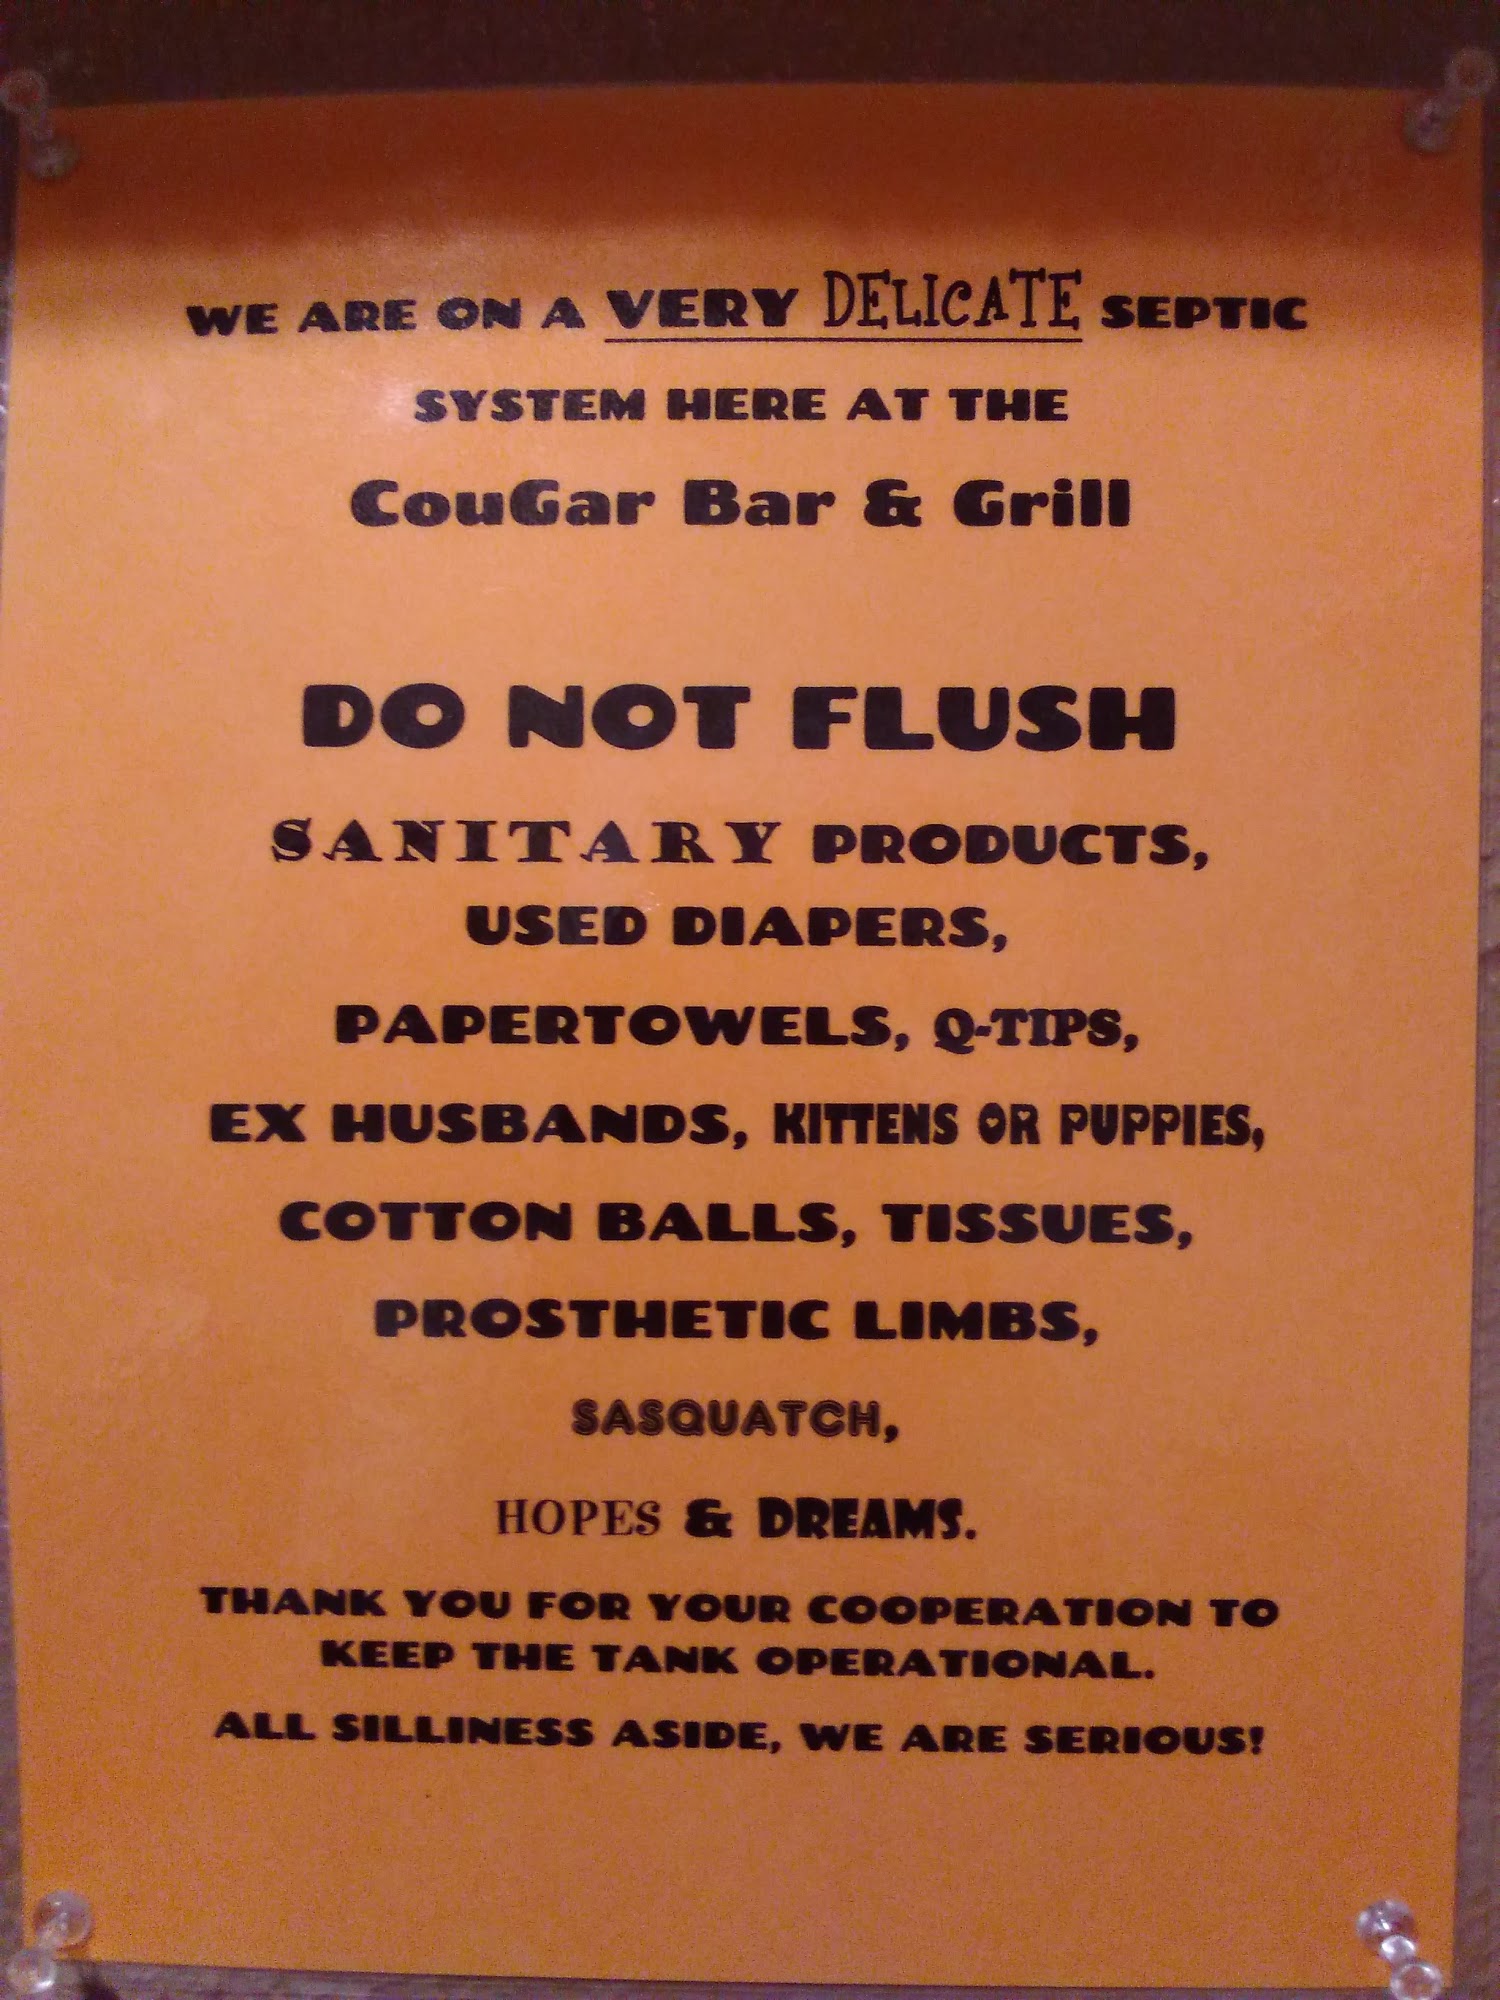 WE ARE ON A VERY DELICATE SEPTIC
SYSTEM HERE AT THE
CouGar Bar & Grill
DO NOT FLUSH
SANITARY PRODUCTS,
USED DIAPERS,
PAPERTOWELS, Q-TIPS,
EX HUSBANDS, KITTENS OR PUPPIES,
COTTON BALLS, TISSUES,
PROSTHETIC LIMBS,
SASQUATCH,
HOPES & DREAMS.
THANK YOU FOR YOUR COOPERATION TO
KEEP THE TANK OPERATIONAL.
ALL SILLINESS ASIDE, WE ARE SERIOUS!